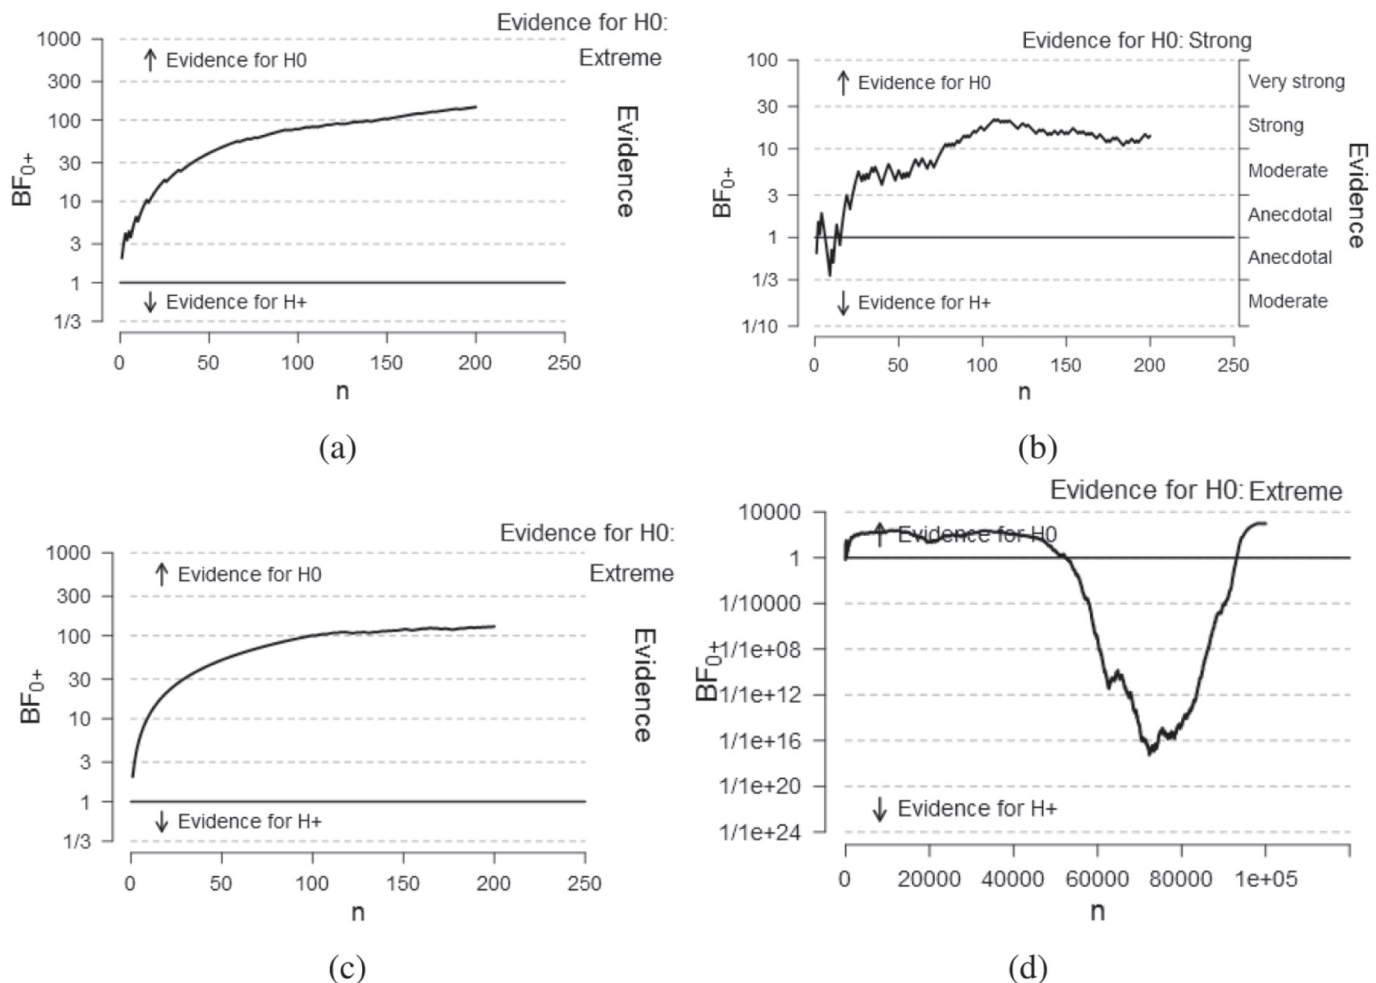 Evidence for H0:
Extreme
1000
300
100
30
10
3
1
1/3
BF0+
↑ Evidence for H0
↓ Evidence for H+
Evidence
0 50 100 150 200 250
n
(a)
Evidence for H0: Strong
100
30
10
3
1
1/3
1/10
BF0+
↑ Evidence for H0
↓ Evidence for H+
Very strong
Strong
Moderate
Anecdotal
Anecdotal
Moderate
Evidence
0 50 100 150 200 250
n
(b)
Evidence for H0:
Extreme
1000
300
100
30
10
3
1
1/3
BF0+
↑ Evidence for H0
↓ Evidence for H+
Evidence
0 50 100 150 200 250
n
(c)
Evidence for H0: Extreme
10000
1
1/10000
1/1e+08
1/1e+12
1/1e+16
1/1e+20
1/1e+24
BF0+
↑ Evidence for H0
↓ Evidence for H+
0 20000 40000 60000 80000 1e+05
n
(d)